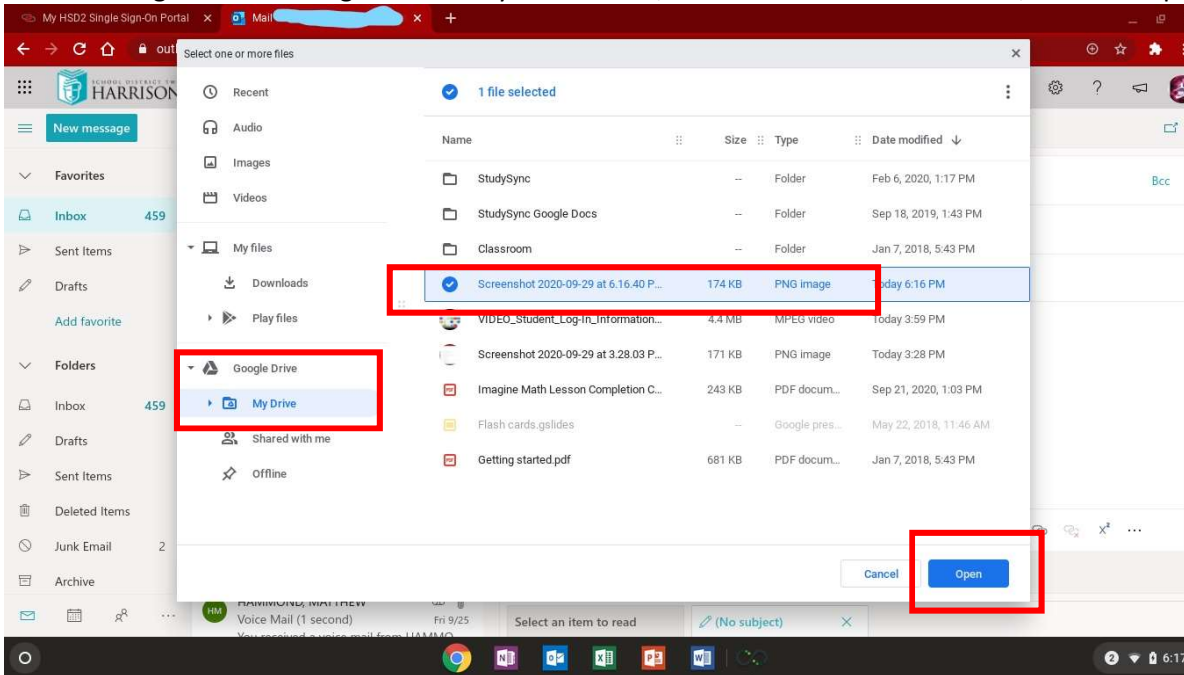 My HSD2 Single Sign-On Portal
Mail
Select one or more files
HARRISON
New message
Favorites
Inbox 459
Sent Items
Drafts
Add favorite
Folders
Inbox 459
Drafts
Sent Items
Deleted Items
Junk Email 2
Archive
Recent
Audio
Images
Videos
My files
Downloads
Play files
Google Drive
My Drive
Shared with me
Offline
1 file selected
Name Size Type Date modified
StudySync -- Folder Feb 6, 2020, 1:17 PM
StudySync Google Docs -- Folder Sep 18, 2019, 1:43 PM
Classroom -- Folder Jan 7, 2018, 5:43 PM
Screenshot 2020-09-29 at 6.16.40 P... 174 KB PNG image Today 6:16 PM
VIDEO_Student_Log-In_Information... 4.4 MB MPEG video Today 3:59 PM
Screenshot 2020-09-29 at 3.28.03 P... 171 KB PNG image Today 3:28 PM
Imagine Math Lesson Completion C... 243 KB PDF docum... Sep 21, 2020, 1:03 PM
Flash cards.gslides -- Google pres... May 22, 2018, 11:46 AM
Getting started.pdf 681 KB PDF docum... Jan 7, 2018, 5:43 PM
Cancel Open
Bcc
HM HAMMOND, MATTHEW
Voice Mail (1 second) Fri 9/25
Select an item to read
(No subject)
2 6:17